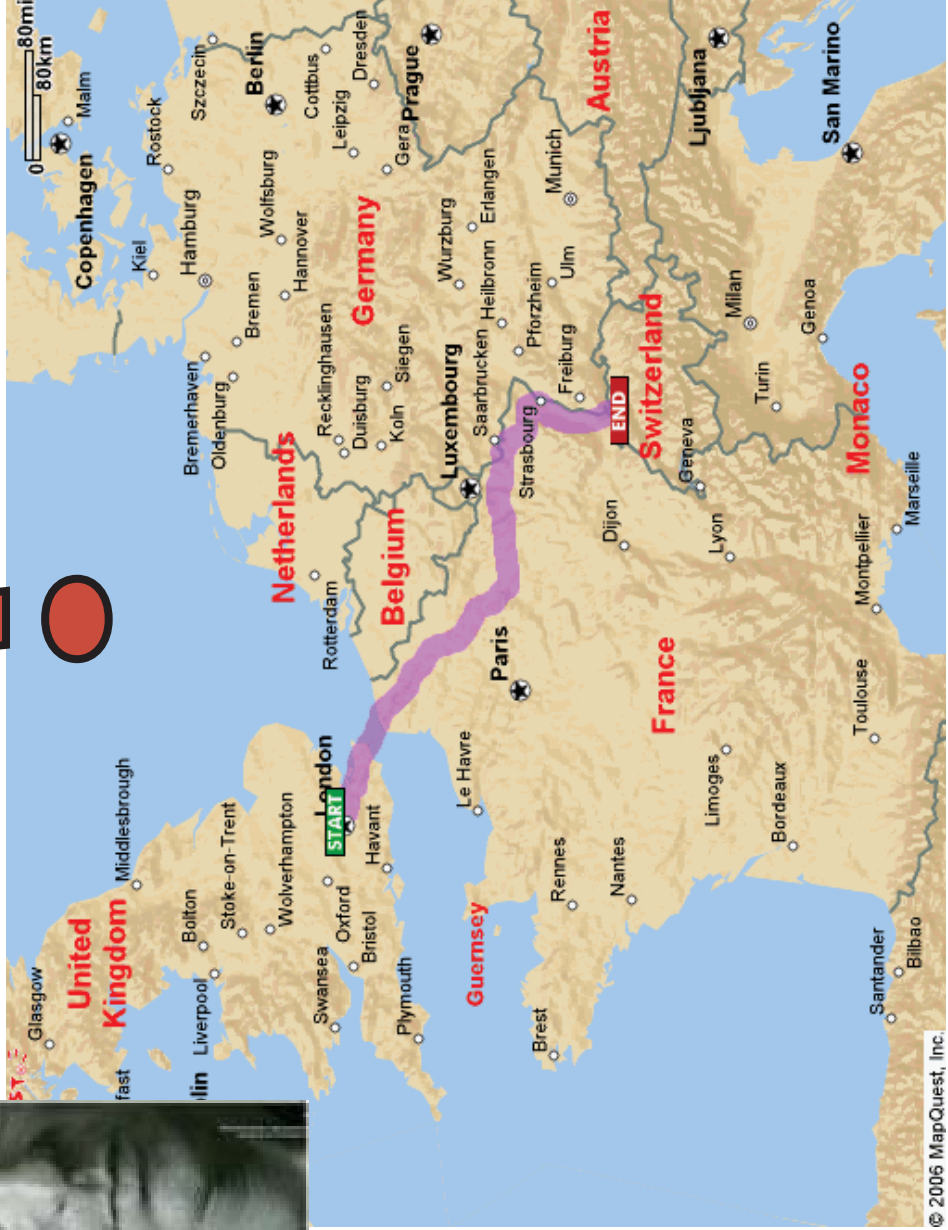 80mi
80km
0
Glasgow
Malm
United
Kingdom
Copenhagen
fast
Middlesbrough
Kiel
Rostock
Bolton
Hamburg
Bremerhaven
Liverpool
lin
Szczecin
Oldenburg
Stoke-on-Trent
Bremen
Berlin
Wolfsburg
Wolverhampton
Netherlands
Hannover
Cottbus
Swansea
London
Recklinghausen
Rotterdam
START
Oxford
Leipzig
Duisburg
Dresden
Bristol
Germany
Havant
Koln
Siegen
Gera
Belgium
Plymouth
Prague
Luxembourg
Wurzburg
Le Havre
Guernsey
Saarbrucken
Heilbronn
Erlangen
Paris
Strasbourg
Pforzheim
Brest
Munich
Rennes
Freiburg
Ulm
Austria
Dijon
Nantes
END
Switzerland
France
Geneva
Ljubljana
Limoges
Lyon
Milan
Turin
Bordeaux
Genoa
San Marino
Monaco
Toulouse
Montpellier
Santander
Marseille
Bilbao
© 2006 MapQuest, Inc.